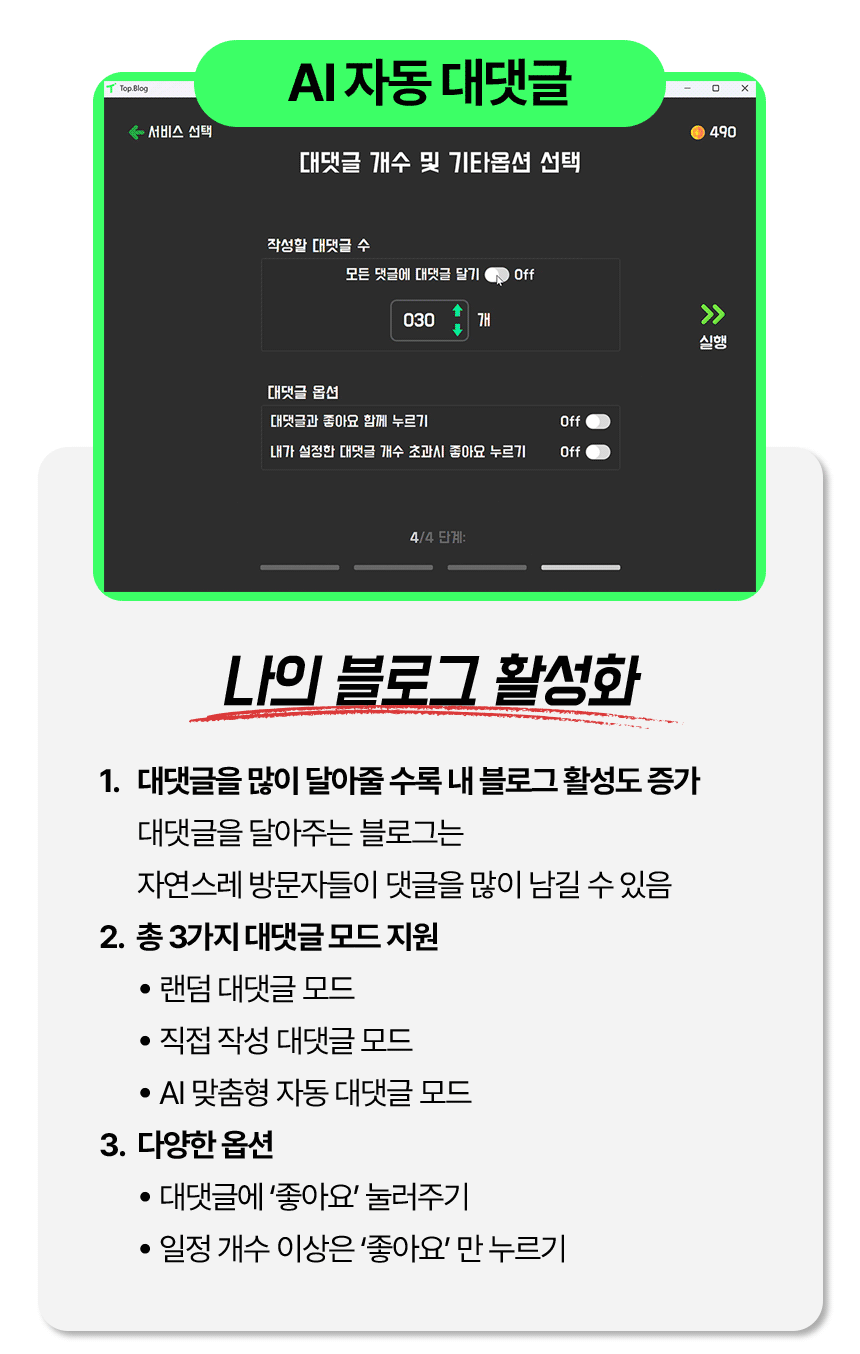 AI 자동 대댓글
Top.Blog
서비스 선택
490
대댓글 개수 및 기타옵션 선택
작성할 대댓글 수
모든 댓글에 대댓글 달기 Off
030 개
실행
대댓글 옵션
대댓글과 좋아요 함께 누르기 Off
내가 설정한 대댓글 개수 초과시 좋아요 누르기 Off
4/4 단계:
나의 블로그 활성화
1. 대댓글을 많이 달아줄 수록 내 블로그 활성도 증가
대댓글을 달아주는 블로그는
자연스레 방문자들이 댓글을 많이 남길 수 있음
2. 총 3가지 대댓글 모드 지원
• 랜덤 대댓글 모드
• 직접 작성 대댓글 모드
• AI 맞춤형 자동 대댓글 모드
3. 다양한 옵션
• 대댓글에 ‘좋아요’ 눌러주기
• 일정 개수 이상은 ‘좋아요’ 만 누르기